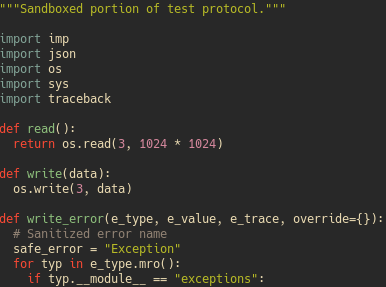 """Sandboxed portion of test protocol."""

import imp
import json
import os
import sys
import traceback

def read():
  return os.read(3, 1024 * 1024)

def write(data):
  os.write(3, data)

def write_error(e_type, e_value, e_trace, override={}):
  # Sanitized error name
  safe_error = "Exception"
  for typ in e_type.mro():
    if typ.__module__ == "exceptions":